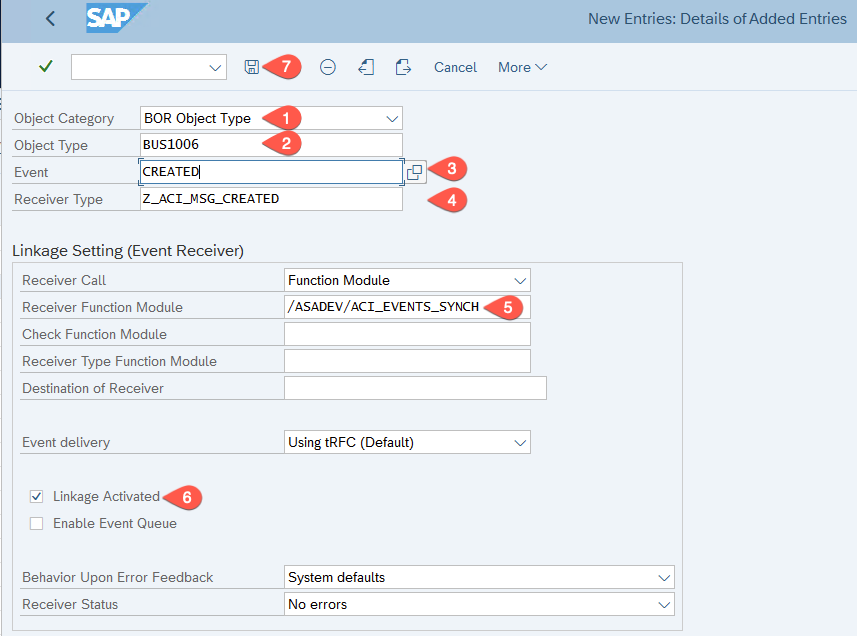 SAP
New Entries: Details of Added Entries
7
Cancel
More
Object Category
BOR Object Type
1
Object Type
BUS1006
2
Event
CREATED
3
Receiver Type
Z_ACI_MSG_CREATED
4
Linkage Setting (Event Receiver)
Receiver Call
Function Module
Receiver Function Module
/ASADEV/ACI_EVENTS_SYNCH
5
Check Function Module
Receiver Type Function Module
Destination of Receiver
Event delivery
Using tRFC (Default)
Linkage Activated
6
Enable Event Queue
Behavior Upon Error Feedback
System defaults
Receiver Status
No errors